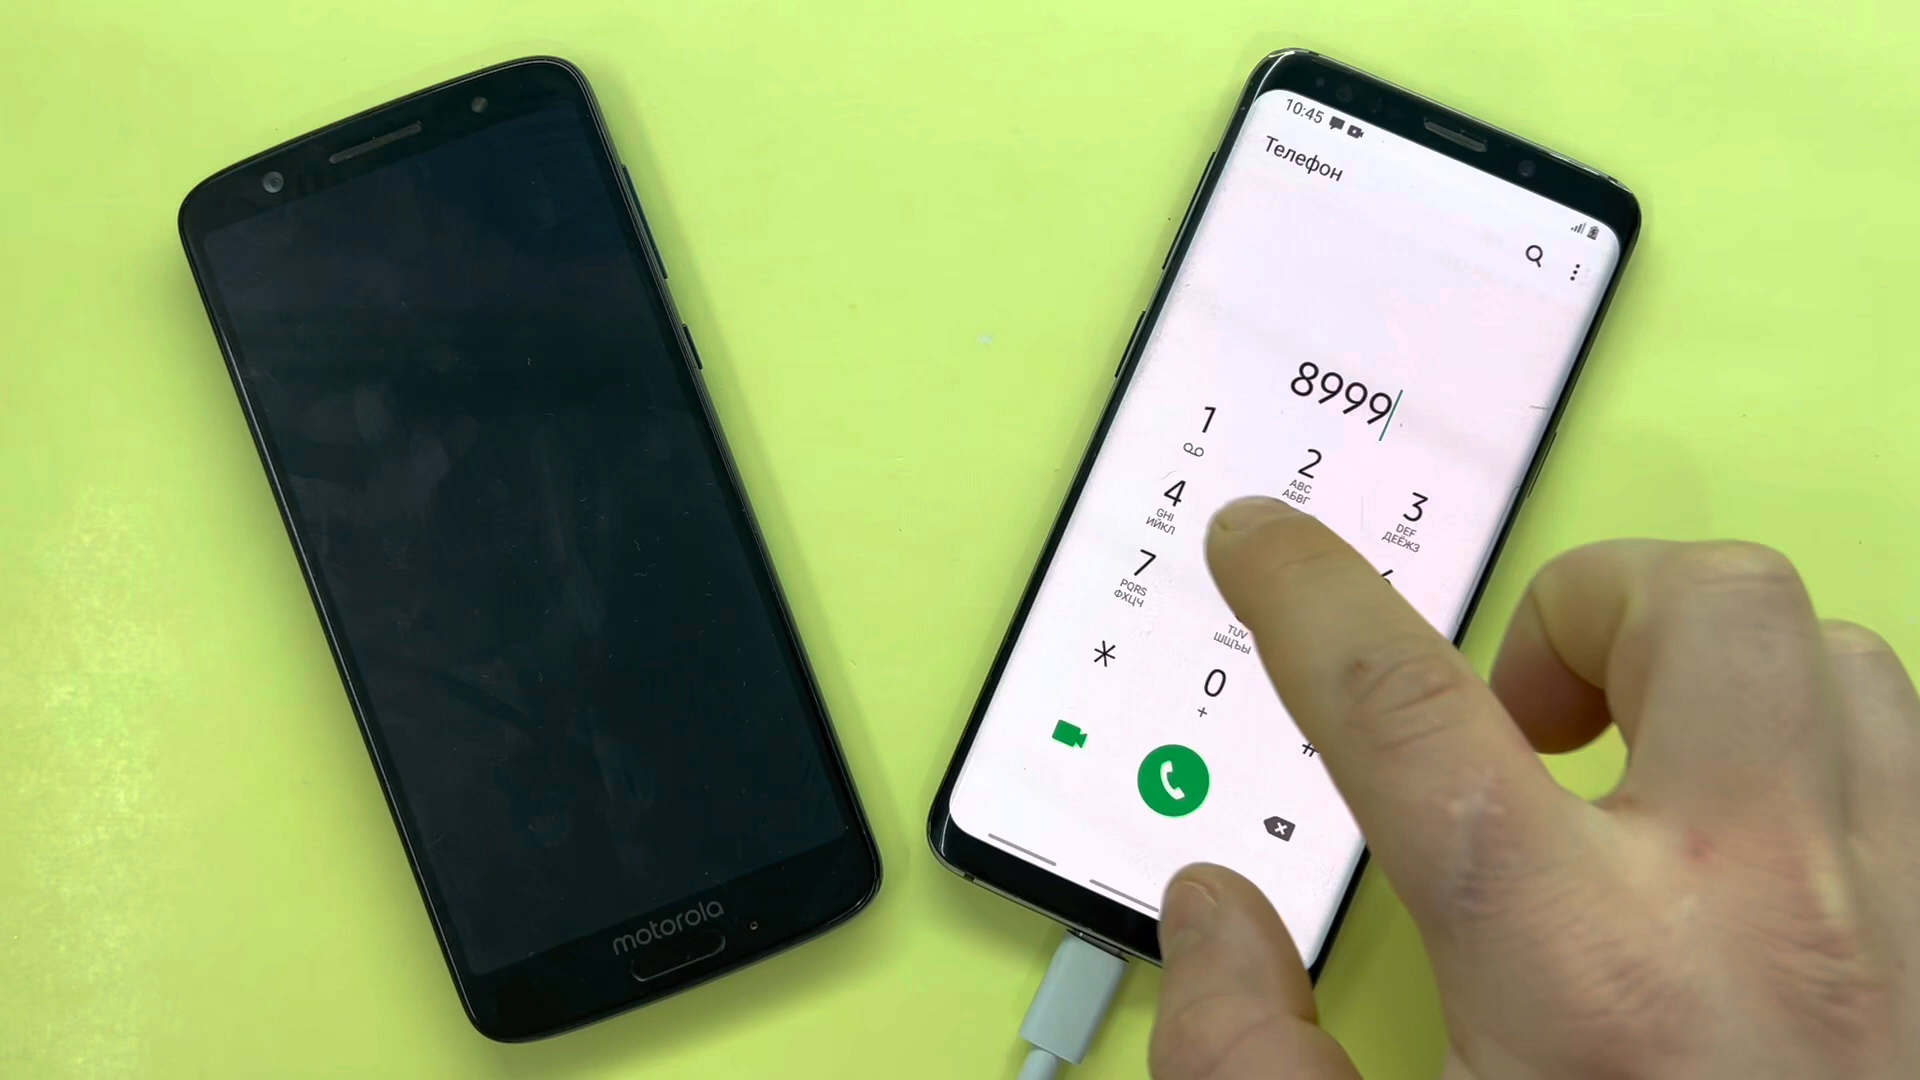 motorola
10:45
Телефон
8999
1
2
ABC
АБВГ
3
DEF
ДЕЁЖЗ
4
GHI
ИЙКЛ
7
PQRS
ФХЦЧ
TUV
ШЩЪЫ
*
0
+
#